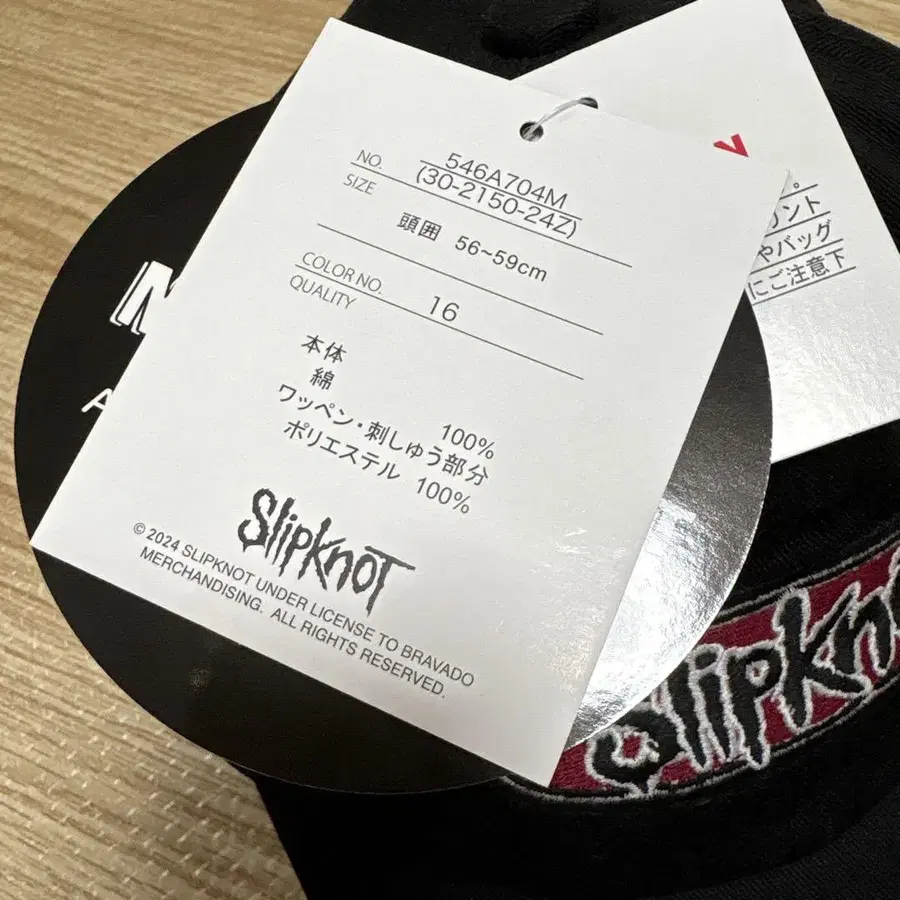 NO. 546A704M
(30-2150-24Z)
SIZE
頭囲 56~59cm
COLOR NO. 16
QUALITY
本体
綿 100%
ワッペン・刺しゅう部分
ポリエステル 100%
Slipknot
© 2024 SLIPKNOT UNDER LICENSE TO BRAVADO
MERCHANDISING. ALL RIGHTS RESERVED.
やバッグ
にご注意下
Slipkn